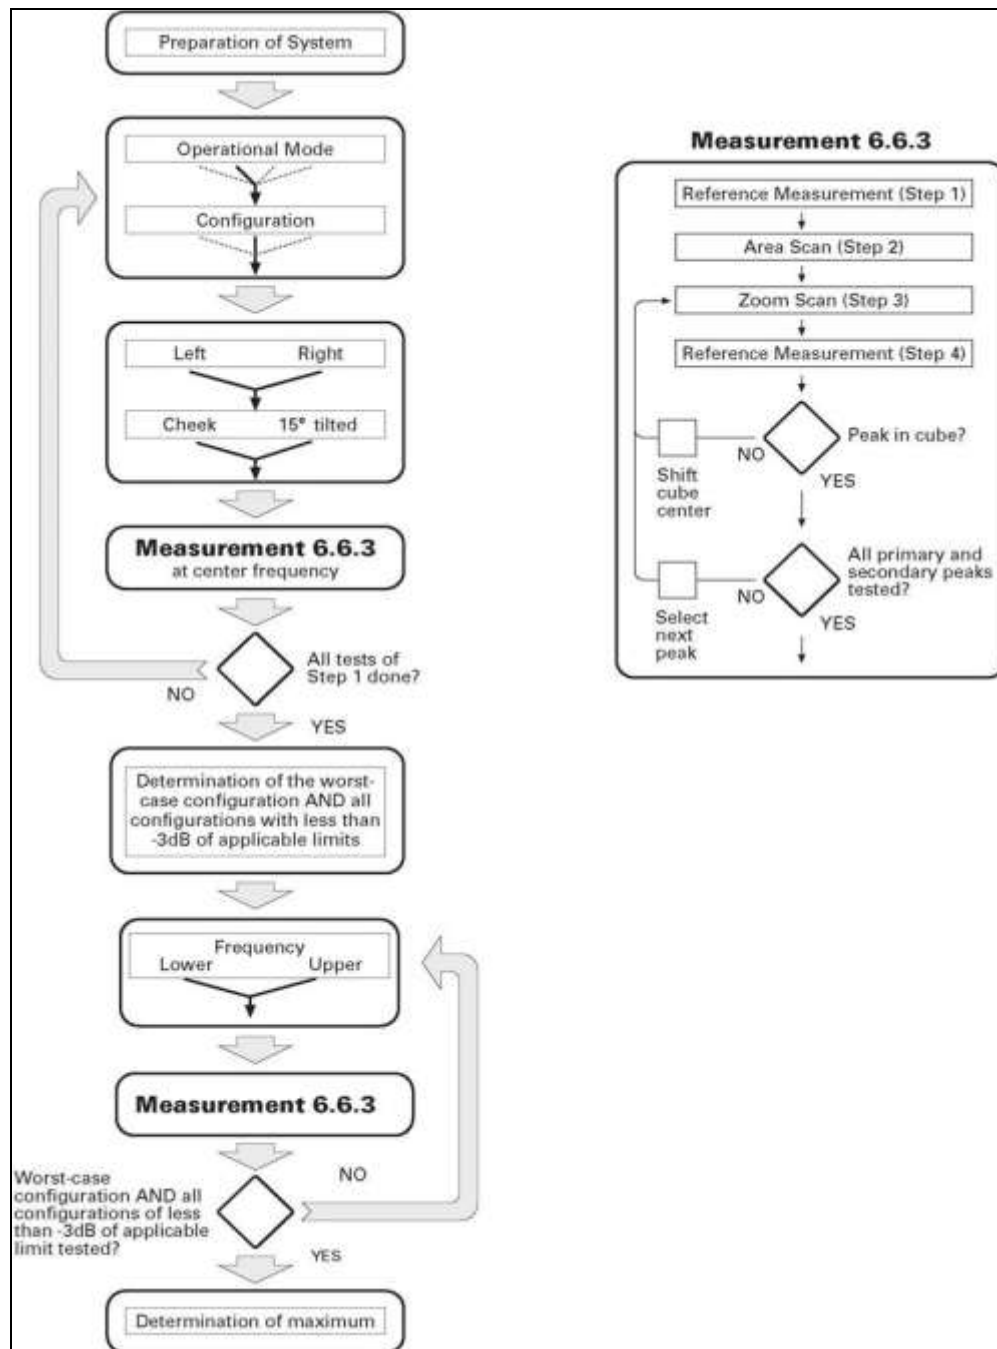 Preparation of System
Operational Mode
Configuration
Left Right
Cheek 15° tilted
Measurement 6.6.3
at center frequency
All tests of
Step 1 done?
NO
YES
Determination of the worst-
case configuration AND all
configurations with less than
-3dB of applicable limits
Frequency
Lower Upper
Measurement 6.6.3
Worst-case
configuration AND all
configurations of less
than -3dB of applicable
limit tested?
NO
YES
Determination of maximum
Measurement 6.6.3
Reference Measurement (Step 1)
Area Scan (Step 2)
Zoom Scan (Step 3)
Reference Measurement (Step 4)
Peak in cube?
NO
YES
Shift
cube
center
All primary and
secondary peaks
tested?
NO
YES
Select
next
peak